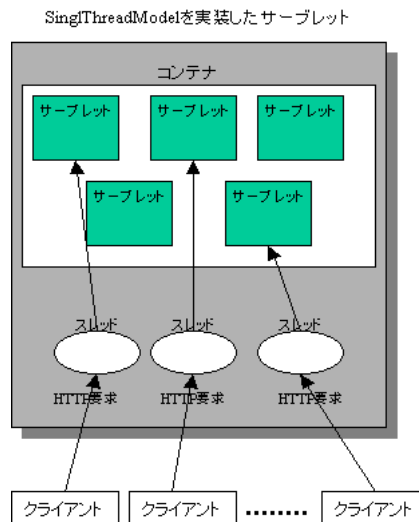 SinglThreadModelを実装したサーブレット
コンテナ
サーブレット サーブレット サーブレット
サーブレット サーブレット
スレッド スレッド スレッド
HTTP要求 HTTP要求 HTTP要求
クライアント クライアント ········ クライアント